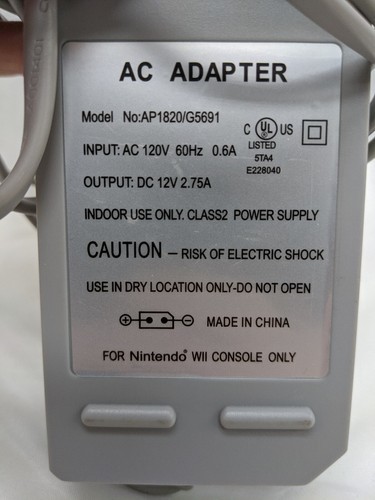 AC ADAPTER
Model No:AP1820/G5691
C UL US
LISTED
5TA4
E228040
INPUT: AC 120V 60Hz 0.6A
OUTPUT: DC 12V 2.75A
INDOOR USE ONLY. CLASS2 POWER SUPPLY
CAUTION – RISK OF ELECTRIC SHOCK
USE IN DRY LOCATION ONLY-DO NOT OPEN
MADE IN CHINA
FOR Nintendo® WII CONSOLE ONLY